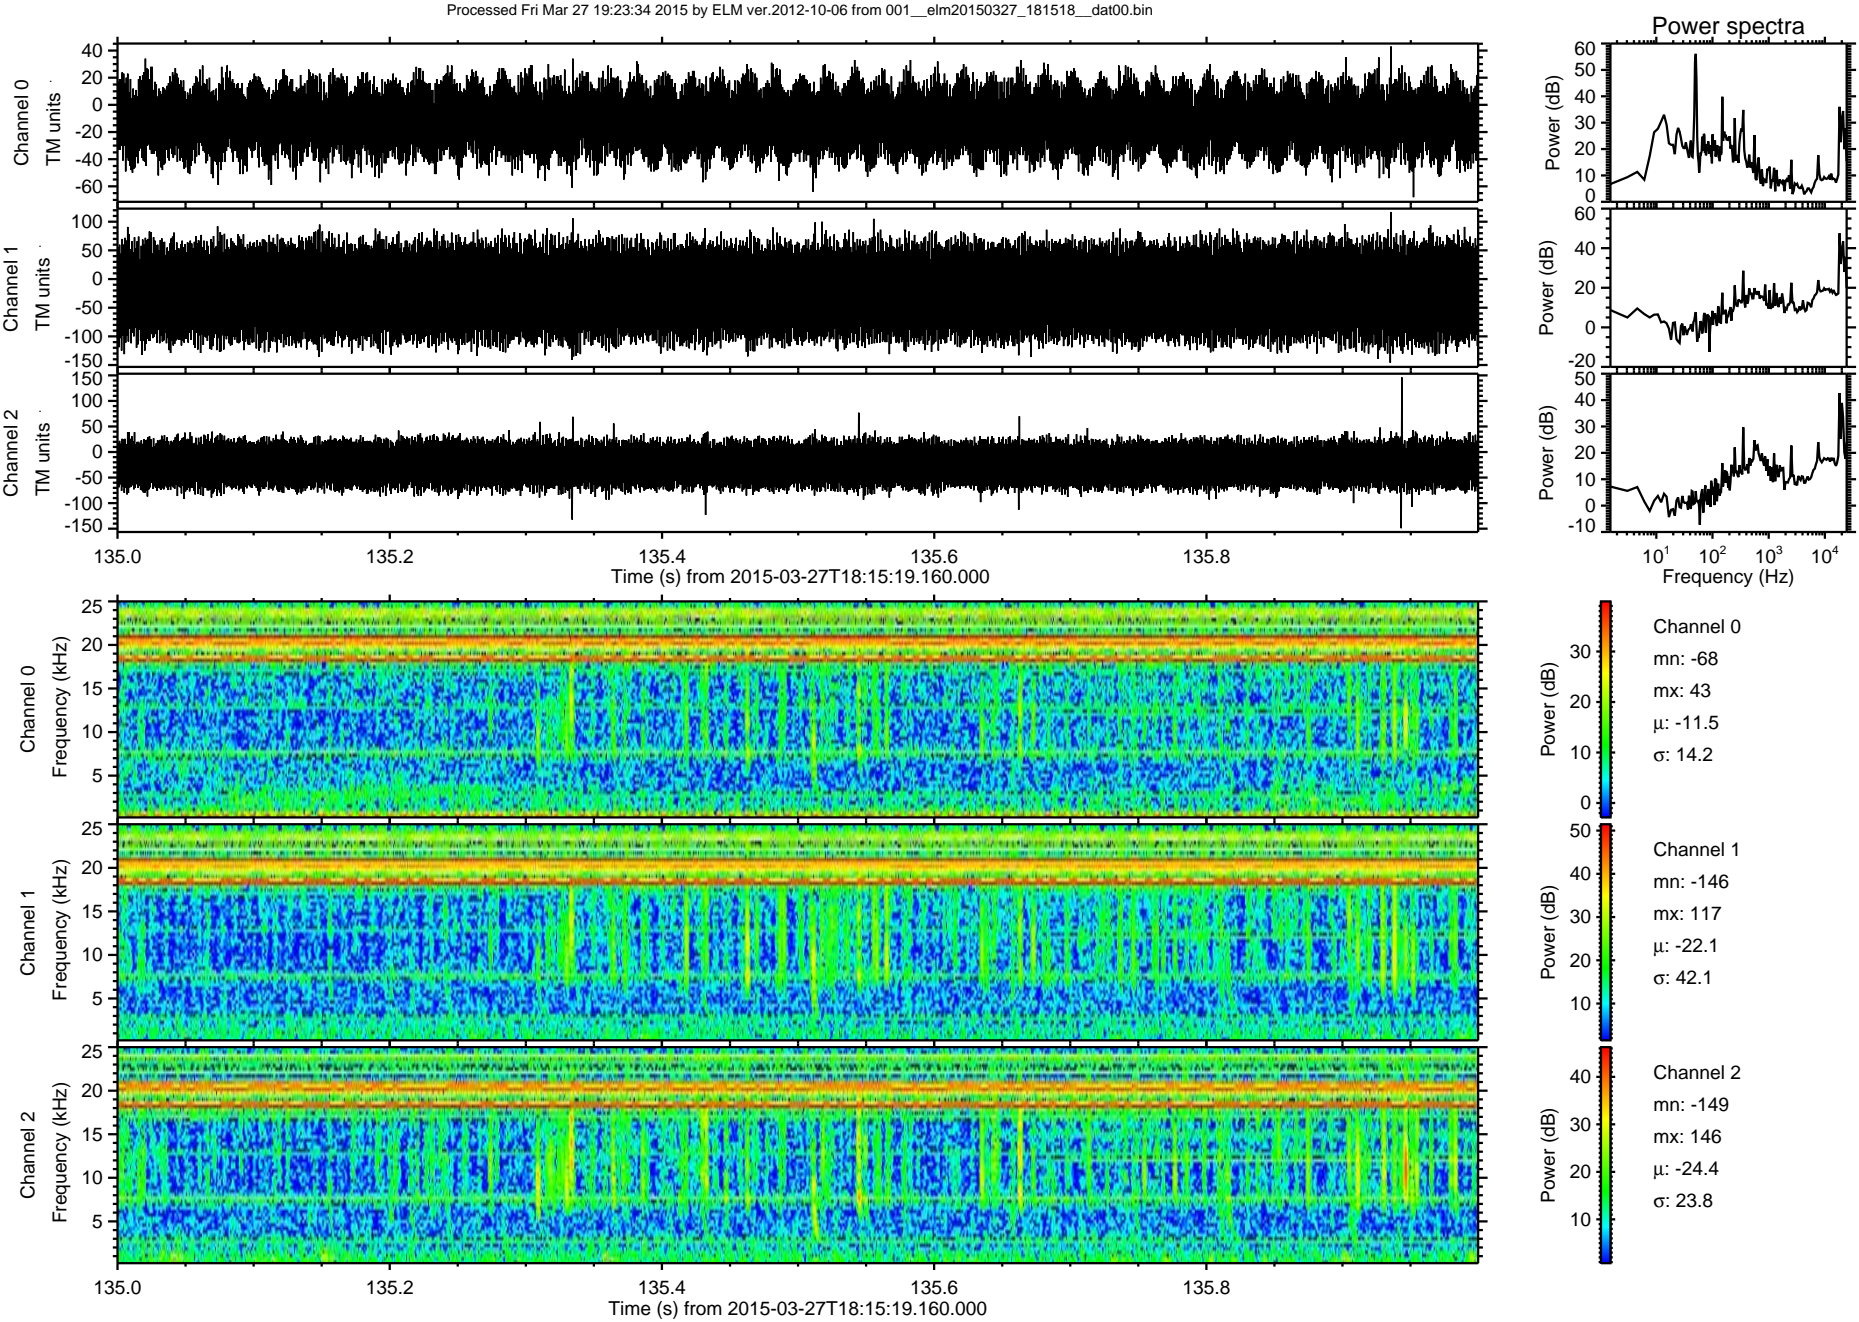 Processed Fri Mar 27 19:23:34 2015 by ELM ver.2012-10-06 from 001__elm20150327_181518__dat00.bin
Power spectra
Channel 0
TM units
40
20
0
-20
-40
-60
Power (dB)
60
50
40
30
20
10
0
Channel 1
TM units
100
50
0
-50
-100
-150
Power (dB)
60
40
20
0
-20
Channel 2
TM units
150
100
50
0
-50
-100
-150
Power (dB)
50
40
30
20
10
0
-10
135.0 135.2 135.4 135.6 135.8
Time (s) from 2015-03-27T18:15:19.160.000
10¹ 10² 10³ 10⁴
Frequency (Hz)
Channel 0
Frequency (kHz)
25
20
15
10
5
Power (dB)
30
20
10
0
Channel 0
mn: -68
mx: 43
μ: -11.5
σ: 14.2
Channel 1
Frequency (kHz)
25
20
15
10
5
Power (dB)
50
40
30
20
10
Channel 1
mn: -146
mx: 117
μ: -22.1
σ: 42.1
Channel 2
Frequency (kHz)
25
20
15
10
5
Power (dB)
40
30
20
10
Channel 2
mn: -149
mx: 146
μ: -24.4
σ: 23.8
135.0 135.2 135.4 135.6 135.8
Time (s) from 2015-03-27T18:15:19.160.000